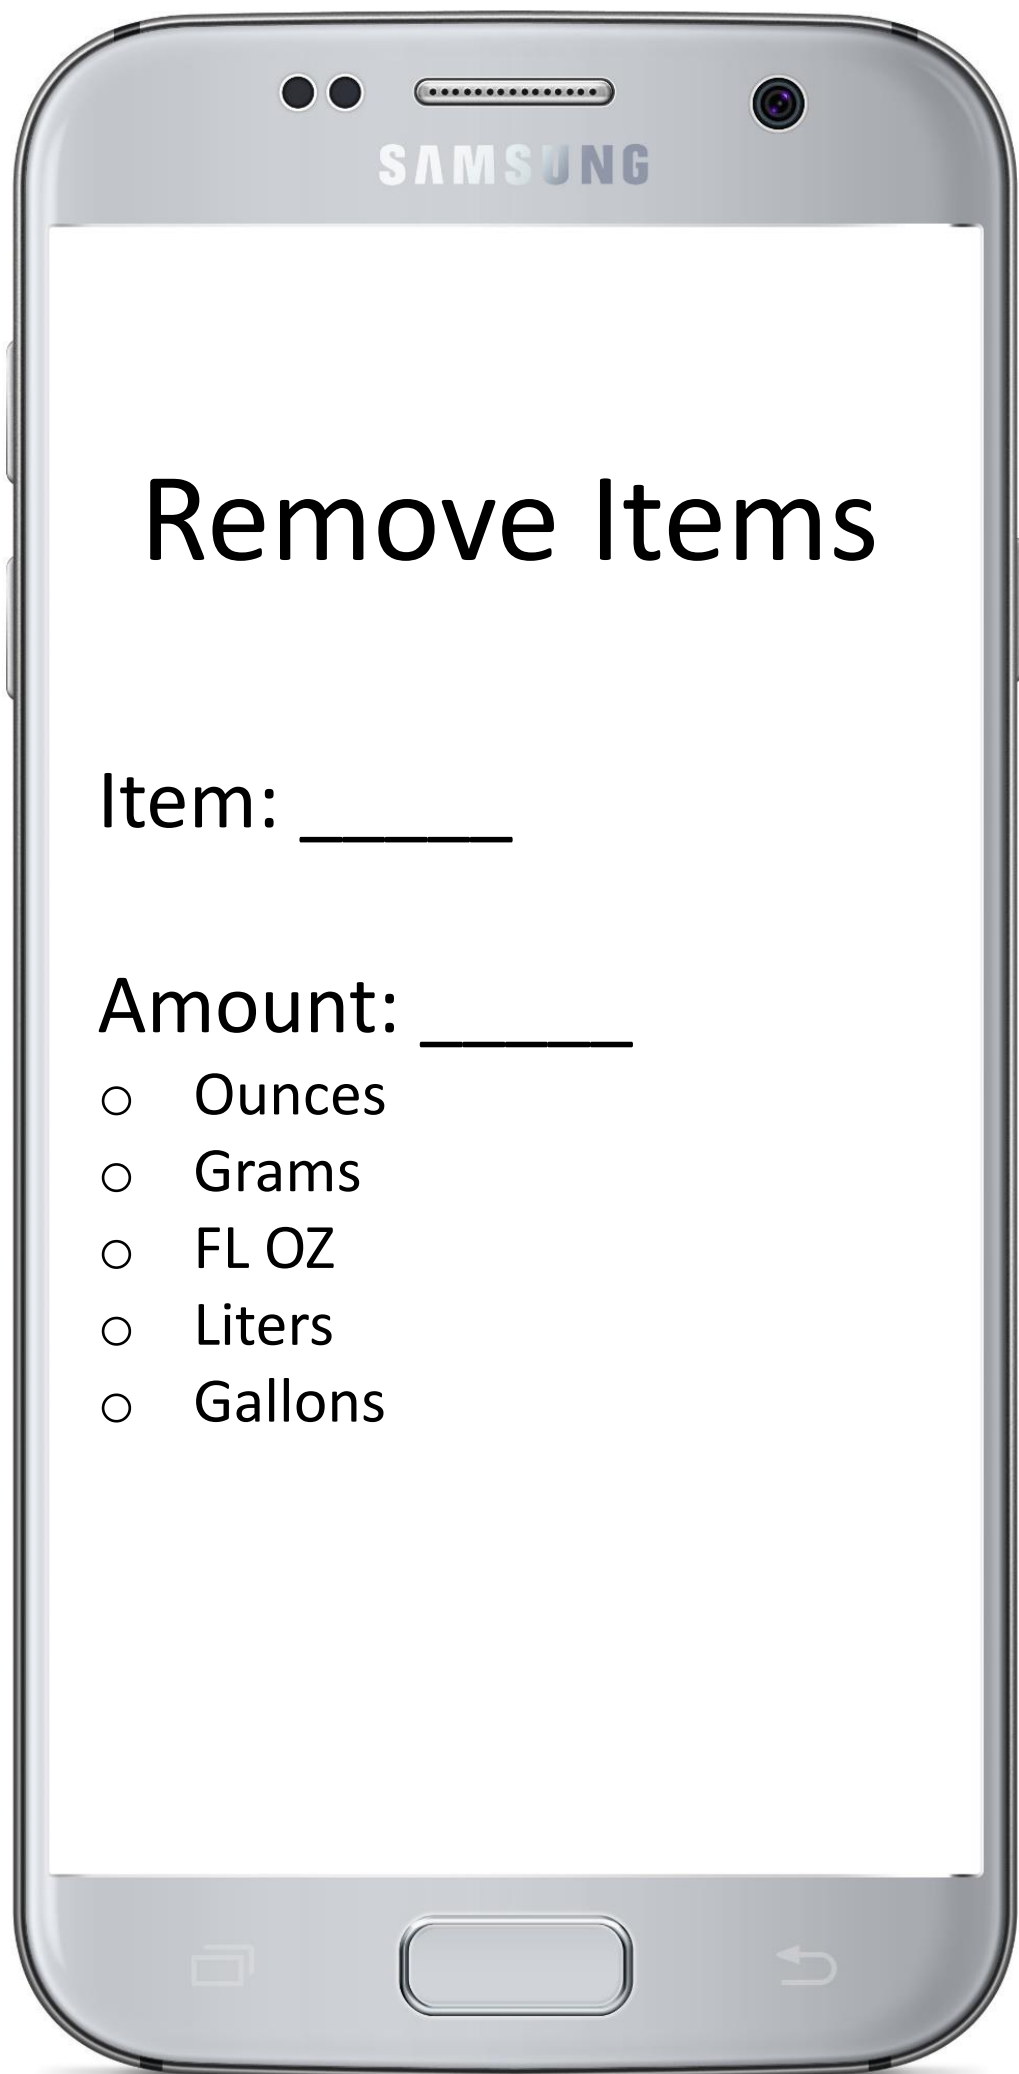 SAMSUNG
Remove Items
Item: _____
Amount: _____
o Ounces
o Grams
o FL OZ
o Liters
o Gallons